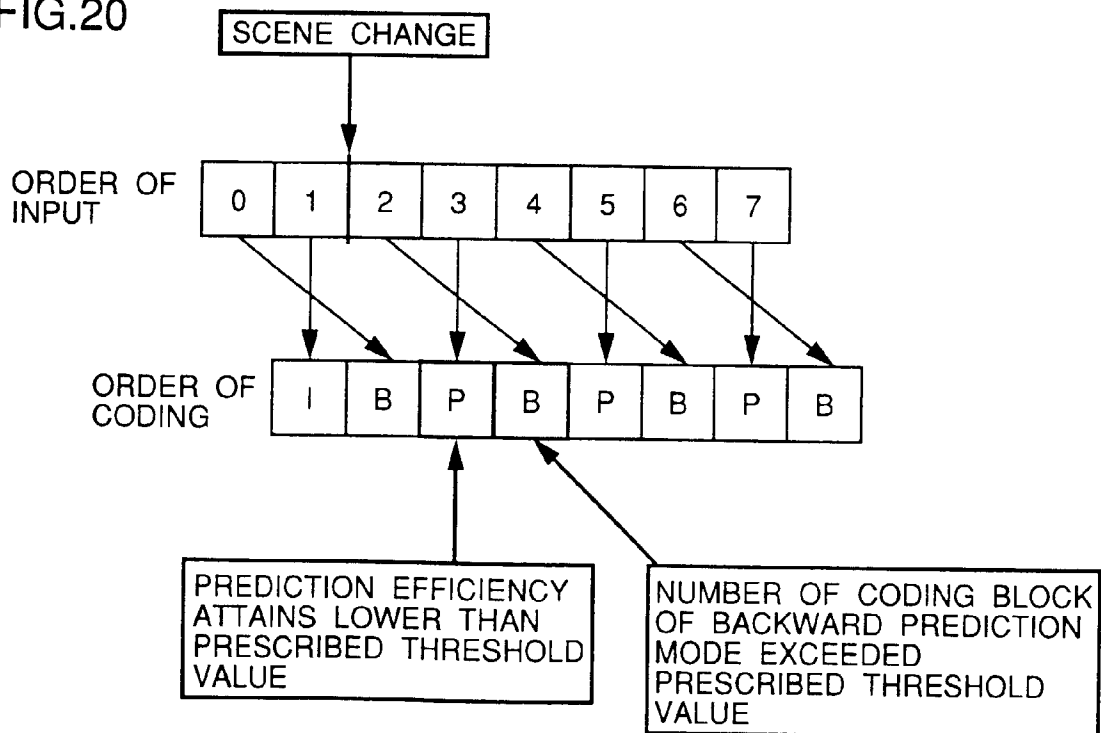 FIG.20
SCENE CHANGE
ORDER OF
INPUT
0 1 2 3 4 5 6 7
ORDER OF
CODING
I B P B P B P B
PREDICTION EFFICIENCY
ATTAINS LOWER THAN
PRESCRIBED THRESHOLD
VALUE
NUMBER OF CODING BLOCK
OF BACKWARD PREDICTION
MODE EXCEEDED
PRESCRIBED THRESHOLD
VALUE